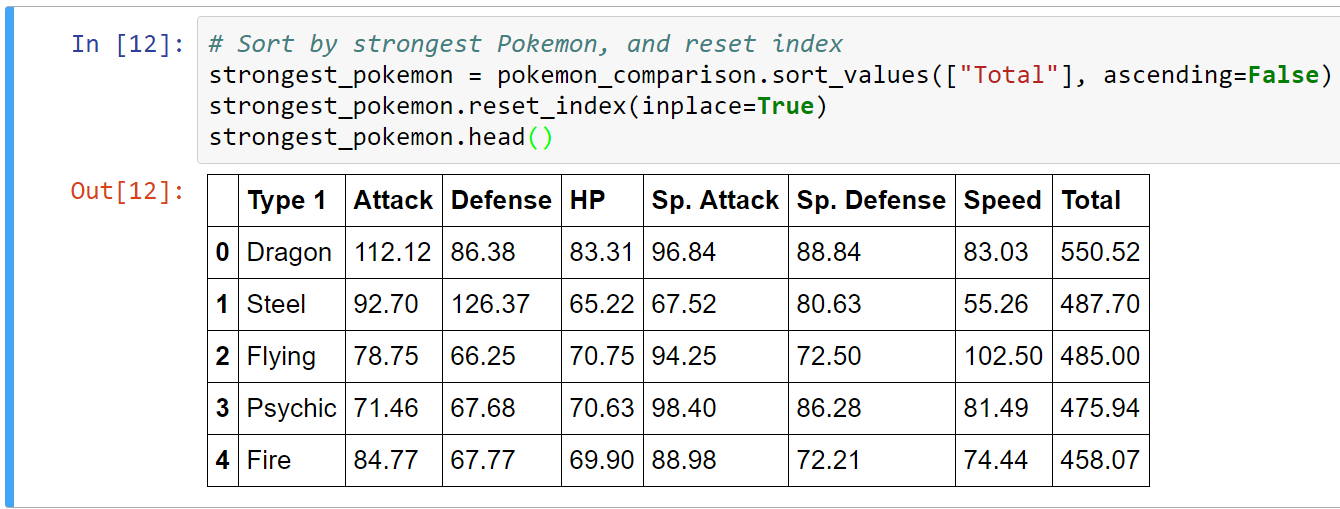 In [12]:
# Sort by strongest Pokemon, and reset index
strongest_pokemon = pokemon_comparison.sort_values(["Total"], ascending=False)
strongest_pokemon.reset_index(inplace=True)
strongest_pokemon.head()
Out[12]:
Type 1 Attack Defense HP Sp. Attack Sp. Defense Speed Total
0 Dragon 112.12 86.38 83.31 96.84 88.84 83.03 550.52
1 Steel 92.70 126.37 65.22 67.52 80.63 55.26 487.70
2 Flying 78.75 66.25 70.75 94.25 72.50 102.50 485.00
3 Psychic 71.46 67.68 70.63 98.40 86.28 81.49 475.94
4 Fire 84.77 67.77 69.90 88.98 72.21 74.44 458.07